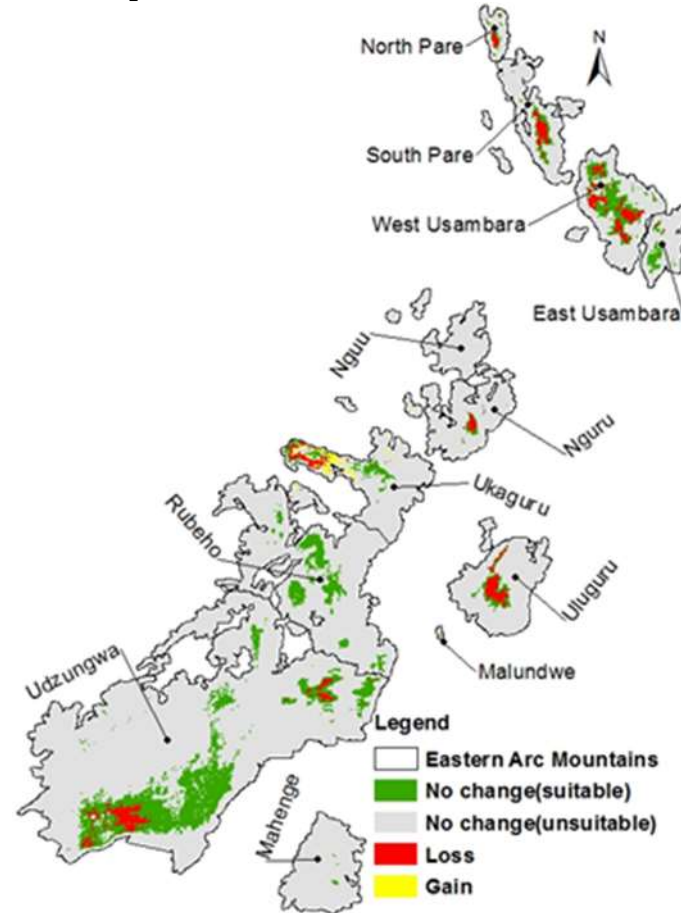 North Pare
N
South Pare
West Usambara
East Usambara
Nguu
Nguru
Ukaguru
Rubeho
Uluguru
Malundwe
Udzungwa
Mahenge
Legend
Eastern Arc Mountains
No change(suitable)
No change(unsuitable)
Loss
Gain